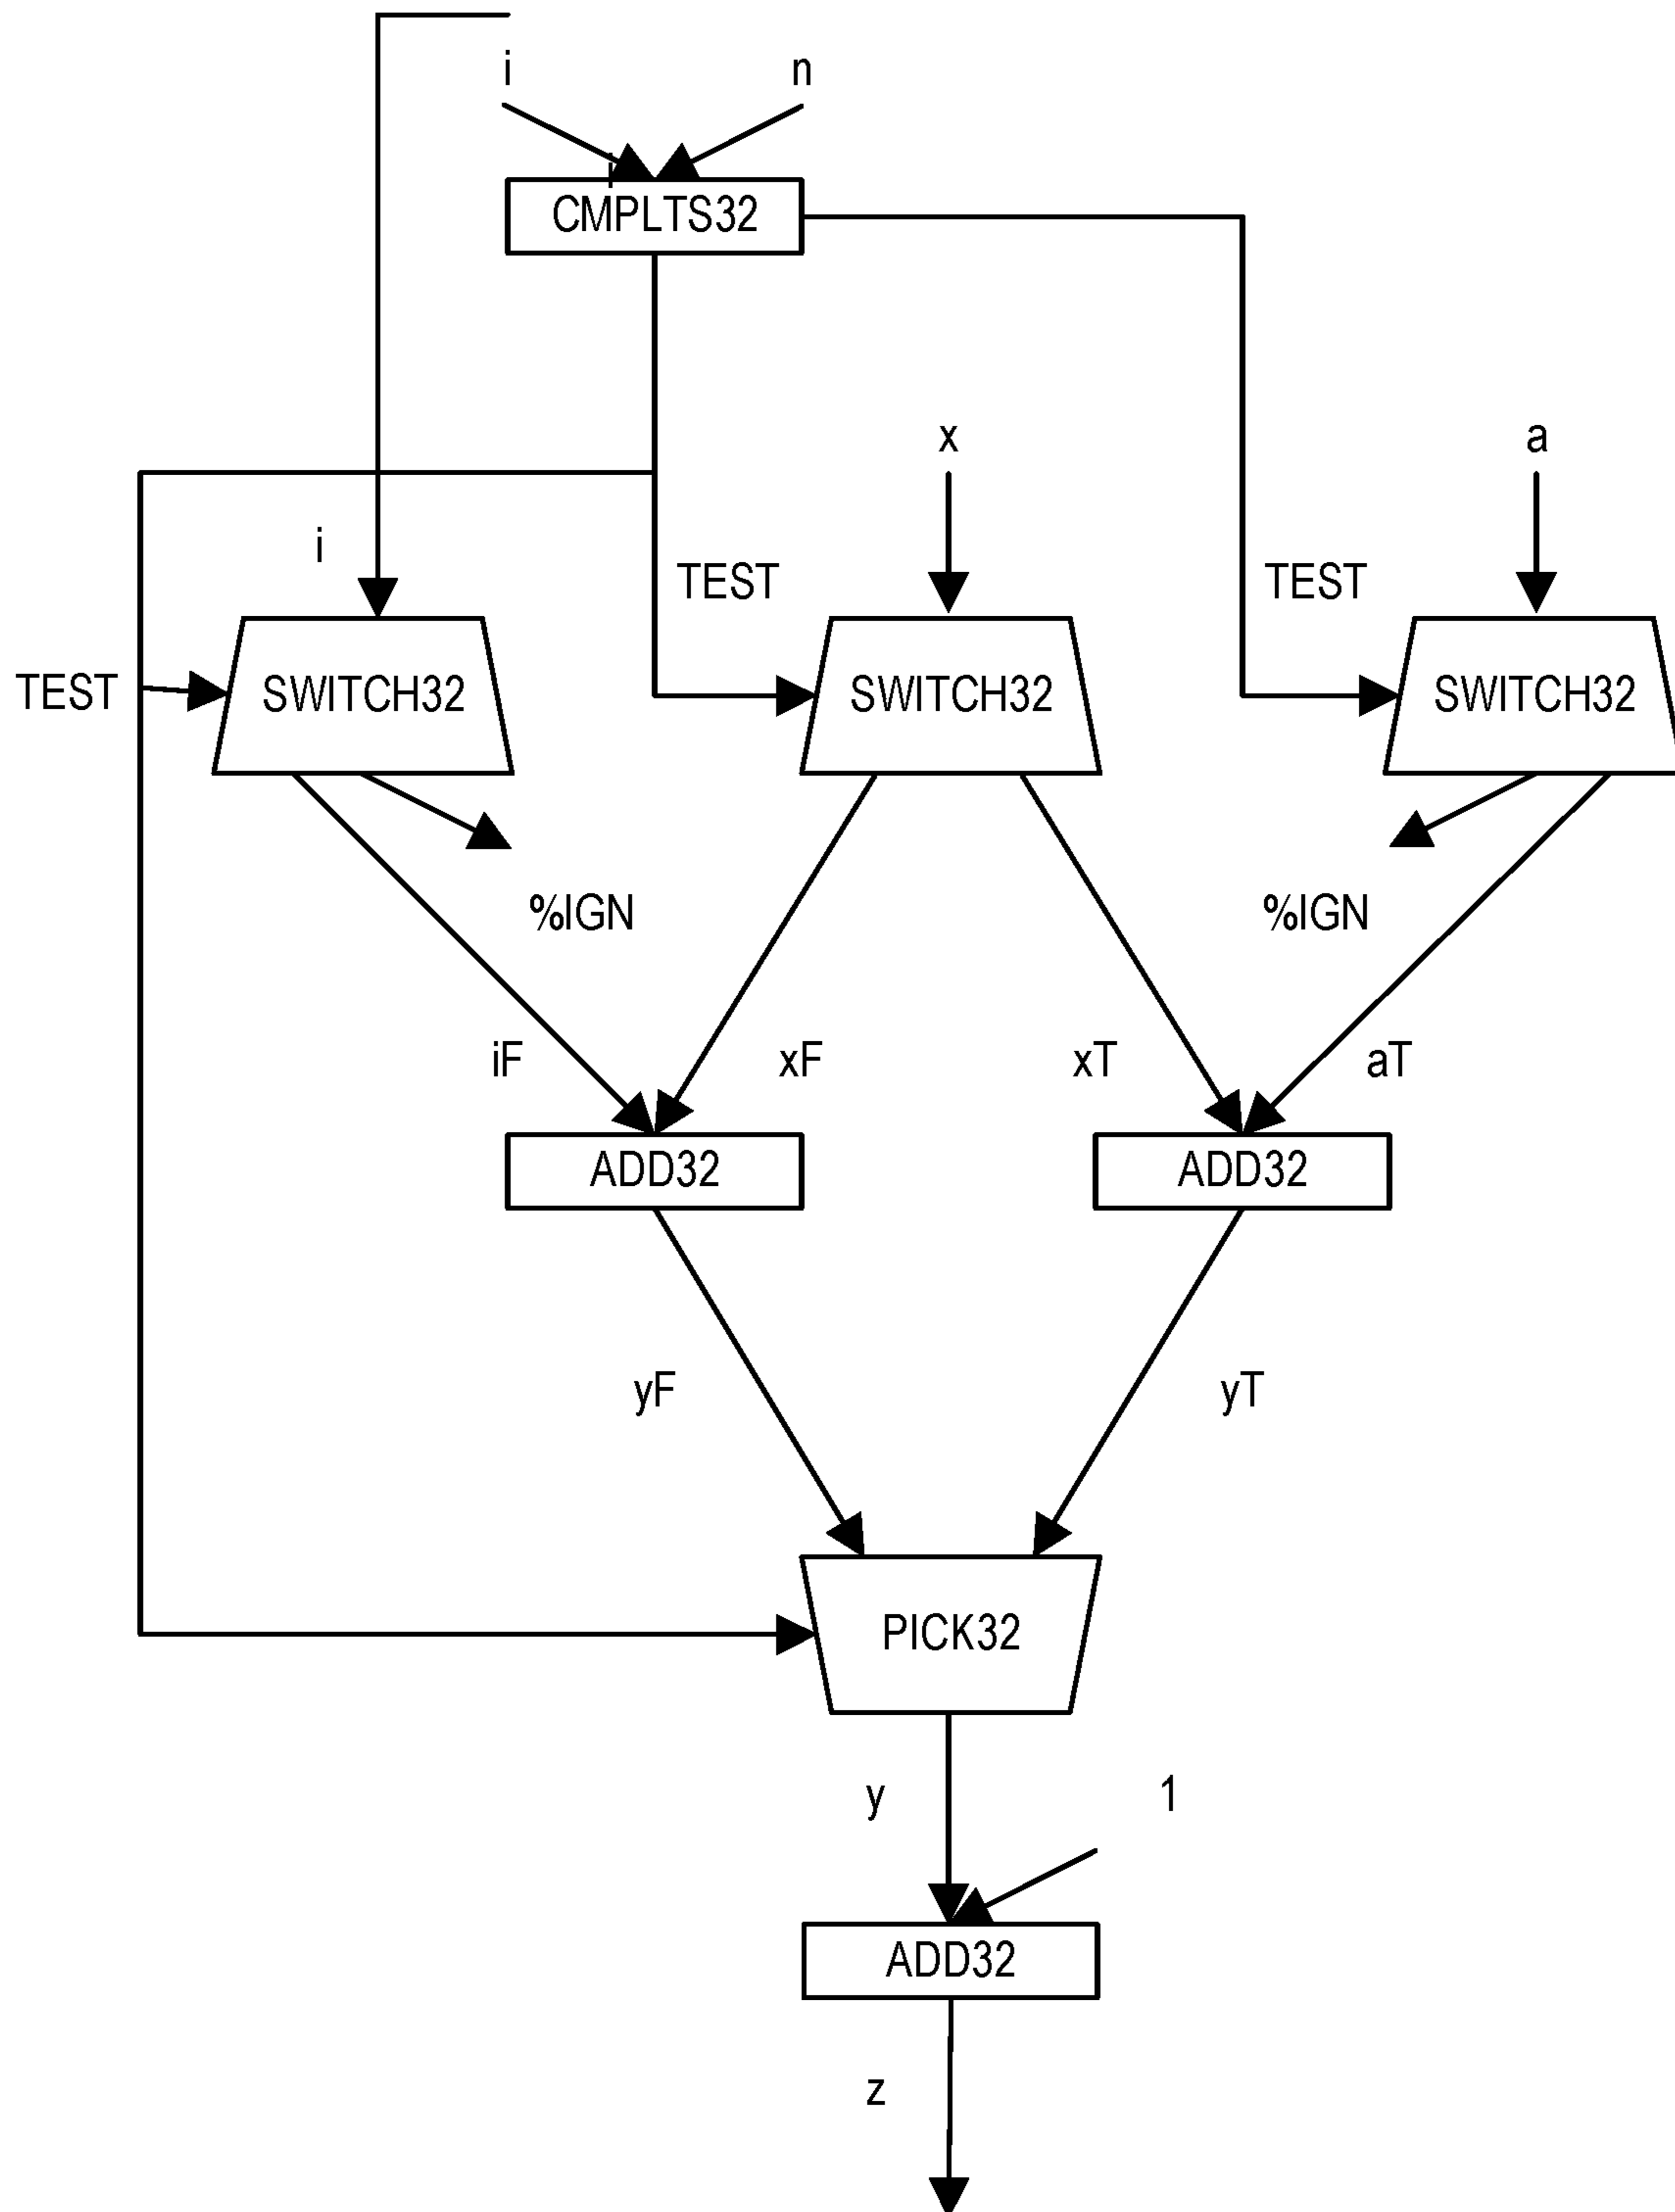 i
n
i
CMPLTS32
x
a
i
TEST
TEST
TEST
SWITCH32
SWITCH32
SWITCH32
%IGN
%IGN
iF
xF
xT
aT
ADD32
ADD32
yF
yT
PICK32
y
1
ADD32
z